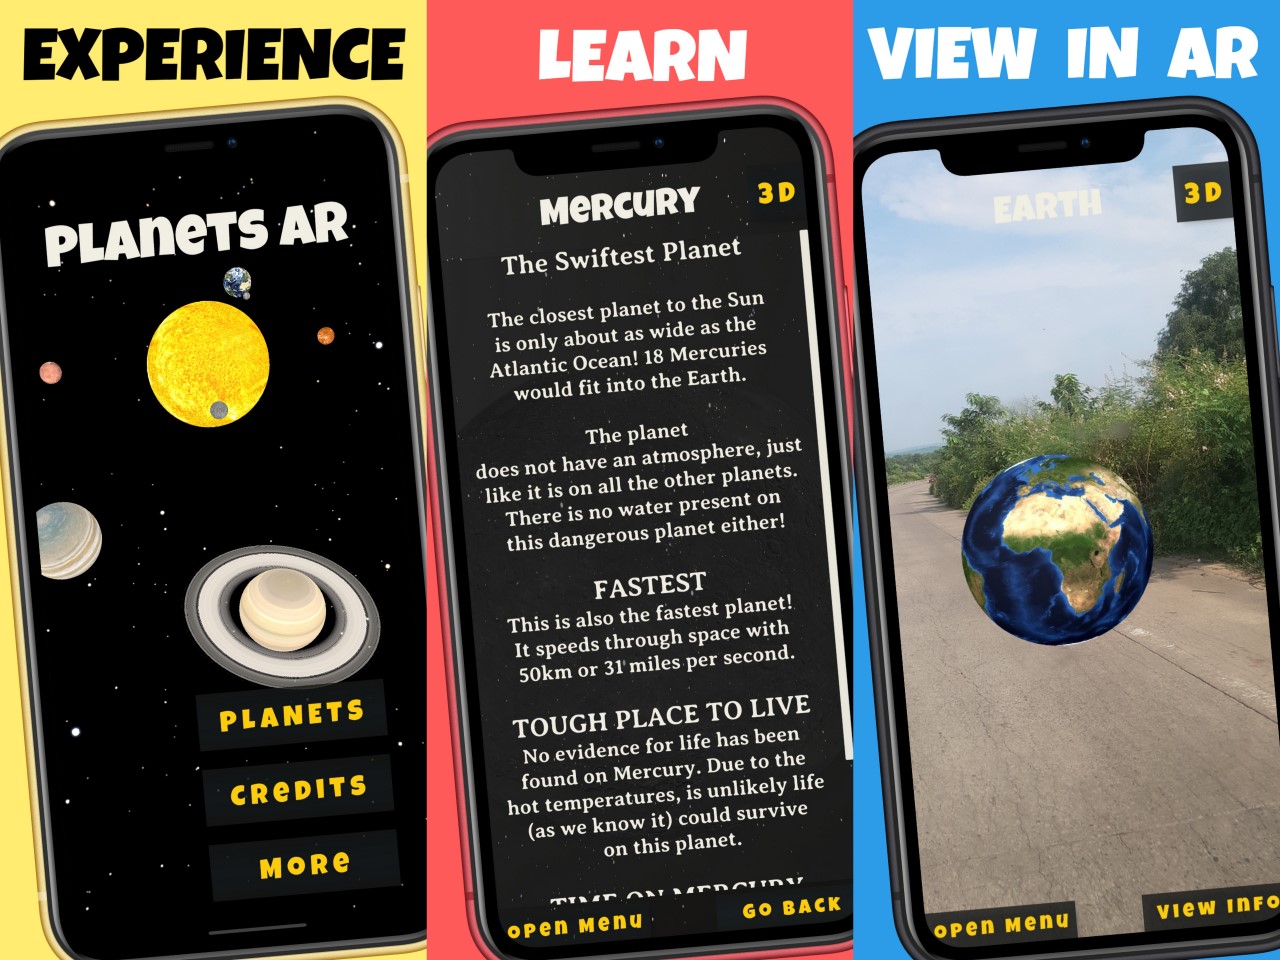 EXPERIENCE
PLANETS AR
PLANETS
CREDITS
MORE
LEARN
MERCURY
3D
The Swiftest Planet
The closest planet to the Sun
is only about as wide as the
Atlantic Ocean! 18 Mercuries
would fit into the Earth.
The planet
does not have an atmosphere, just
like it is on all the other planets.
There is no water present on
this dangerous planet either!
FASTEST
This is also the fastest planet!
It speeds through space with
50km or 31 miles per second.
TOUGH PLACE TO LIVE
No evidence for life has been
found on Mercury. Due to the
hot temperatures, is unlikely life
(as we know it) could survive
on this planet.
TIME ON MERCURY
OPEN MENU
GO BACK
VIEW IN AR
EARTH
3D
OPEN MENU
VIEW INFO